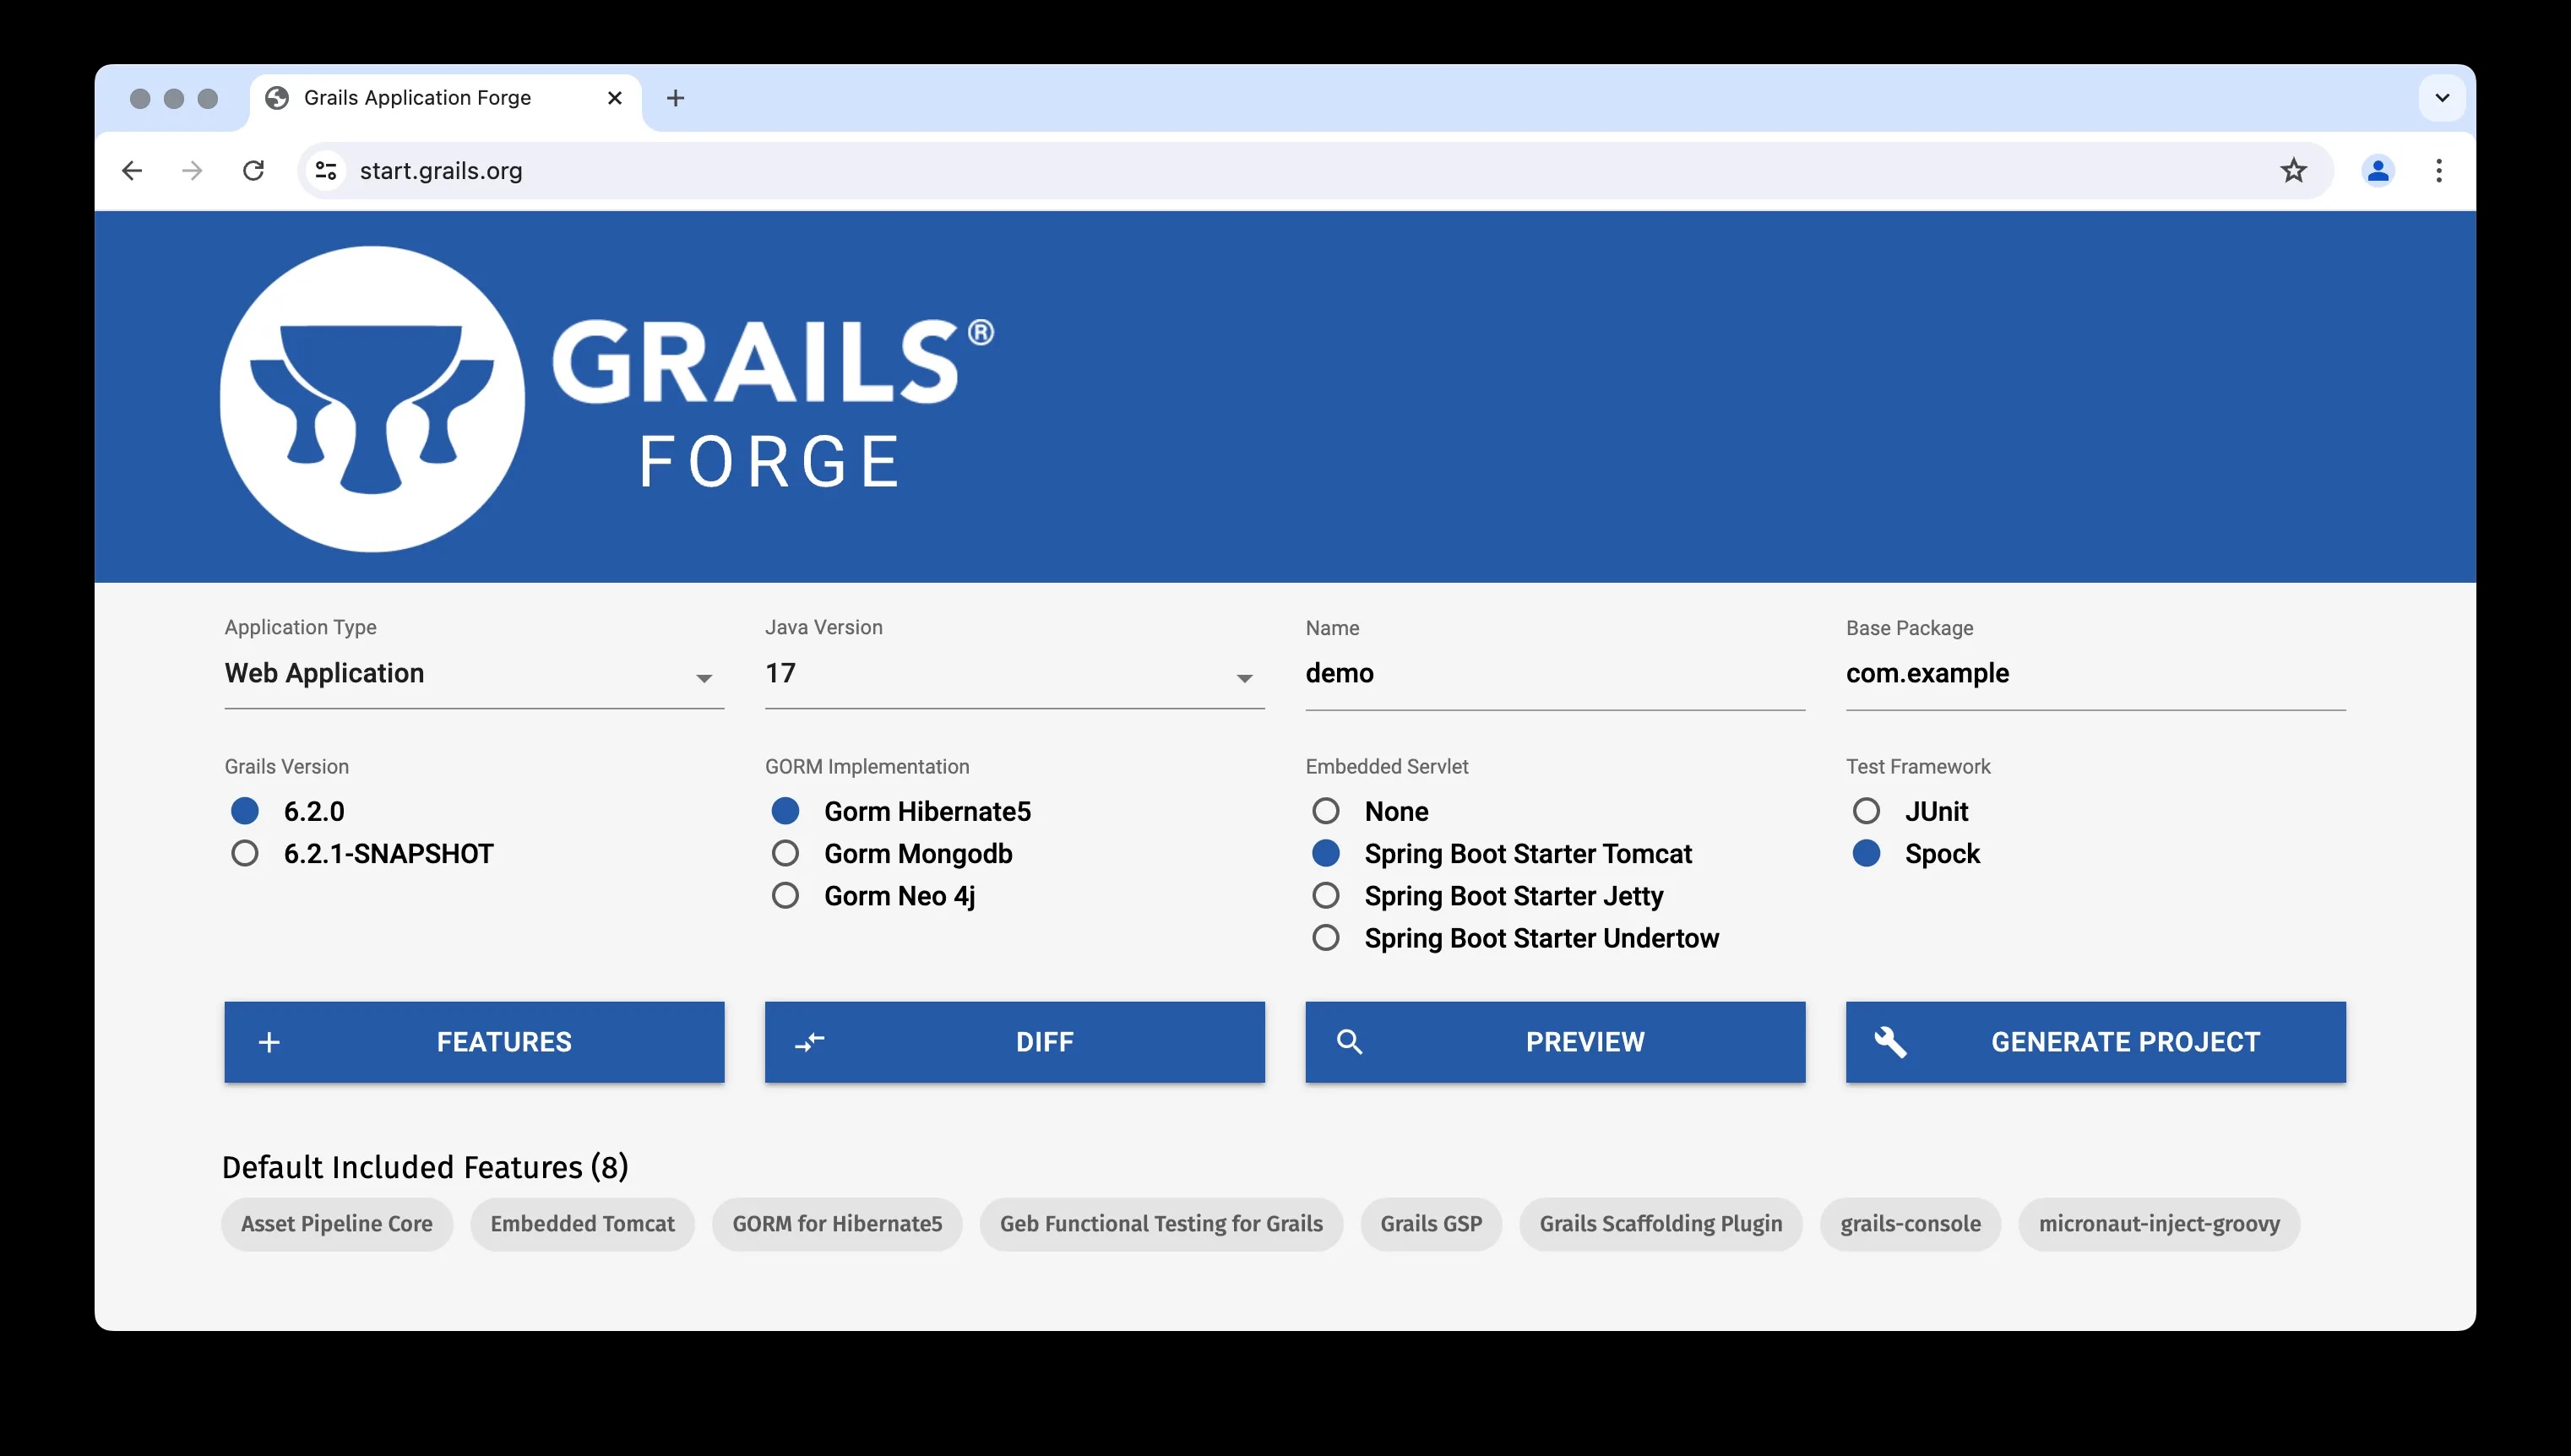 Grails Application Forge
start.grails.org
GRAILS®
FORGE
Application Type
Web Application
Java Version
17
Name
demo
Base Package
com.example
Grails Version
6.2.0
6.2.1-SNAPSHOT
GORM Implementation
Gorm Hibernate5
Gorm Mongodb
Gorm Neo 4j
Embedded Servlet
None
Spring Boot Starter Tomcat
Spring Boot Starter Jetty
Spring Boot Starter Undertow
Test Framework
JUnit
Spock
FEATURES
DIFF
PREVIEW
GENERATE PROJECT
Default Included Features (8)
Asset Pipeline Core
Embedded Tomcat
GORM for Hibernate5
Geb Functional Testing for Grails
Grails GSP
Grails Scaffolding Plugin
grails-console
micronaut-inject-groovy